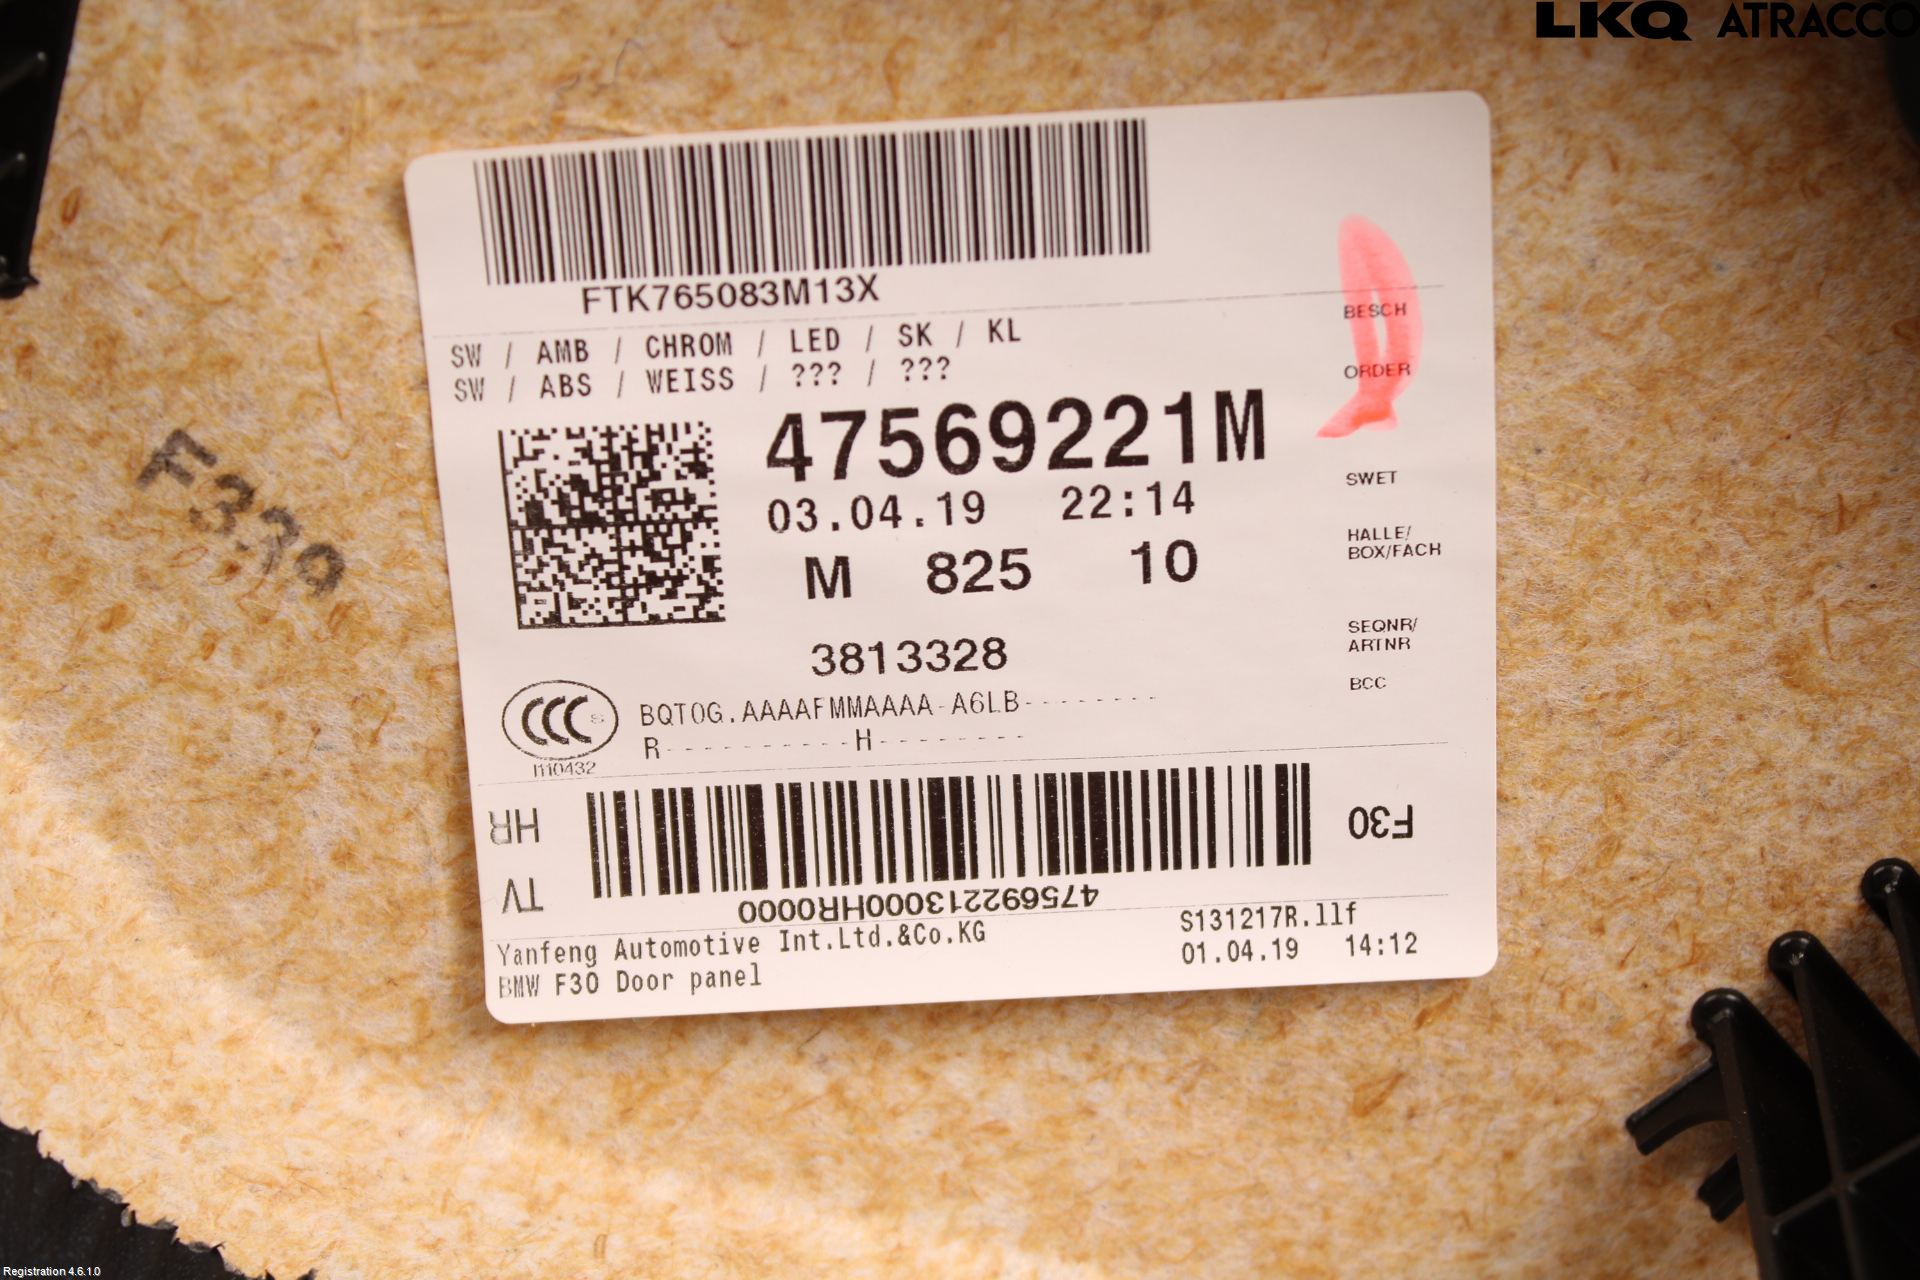 LKQ ATRACCO
FTK765083M13X
SW / AMB / CHROM / LED / SK / KL
SW / ABS / WEISS / ??? / ???
47569221M
03.04.19 22:14
M 825 10
3813328
BQT0G.AAAAFMMAAAA-A6LB--------
R----------H--------
CCC S
BESCH
ORDER
SWET
HALLE/
BOX/FACH
SEQNR/
ARTNR
BCC
HR
TV
F30
475692213000HR0000
Yanfeng Automotive Int.Ltd.&Co.KG
BMW F30 Door panel
S131217R.llf
01.04.19 14:12
Registration 4.6.1.0